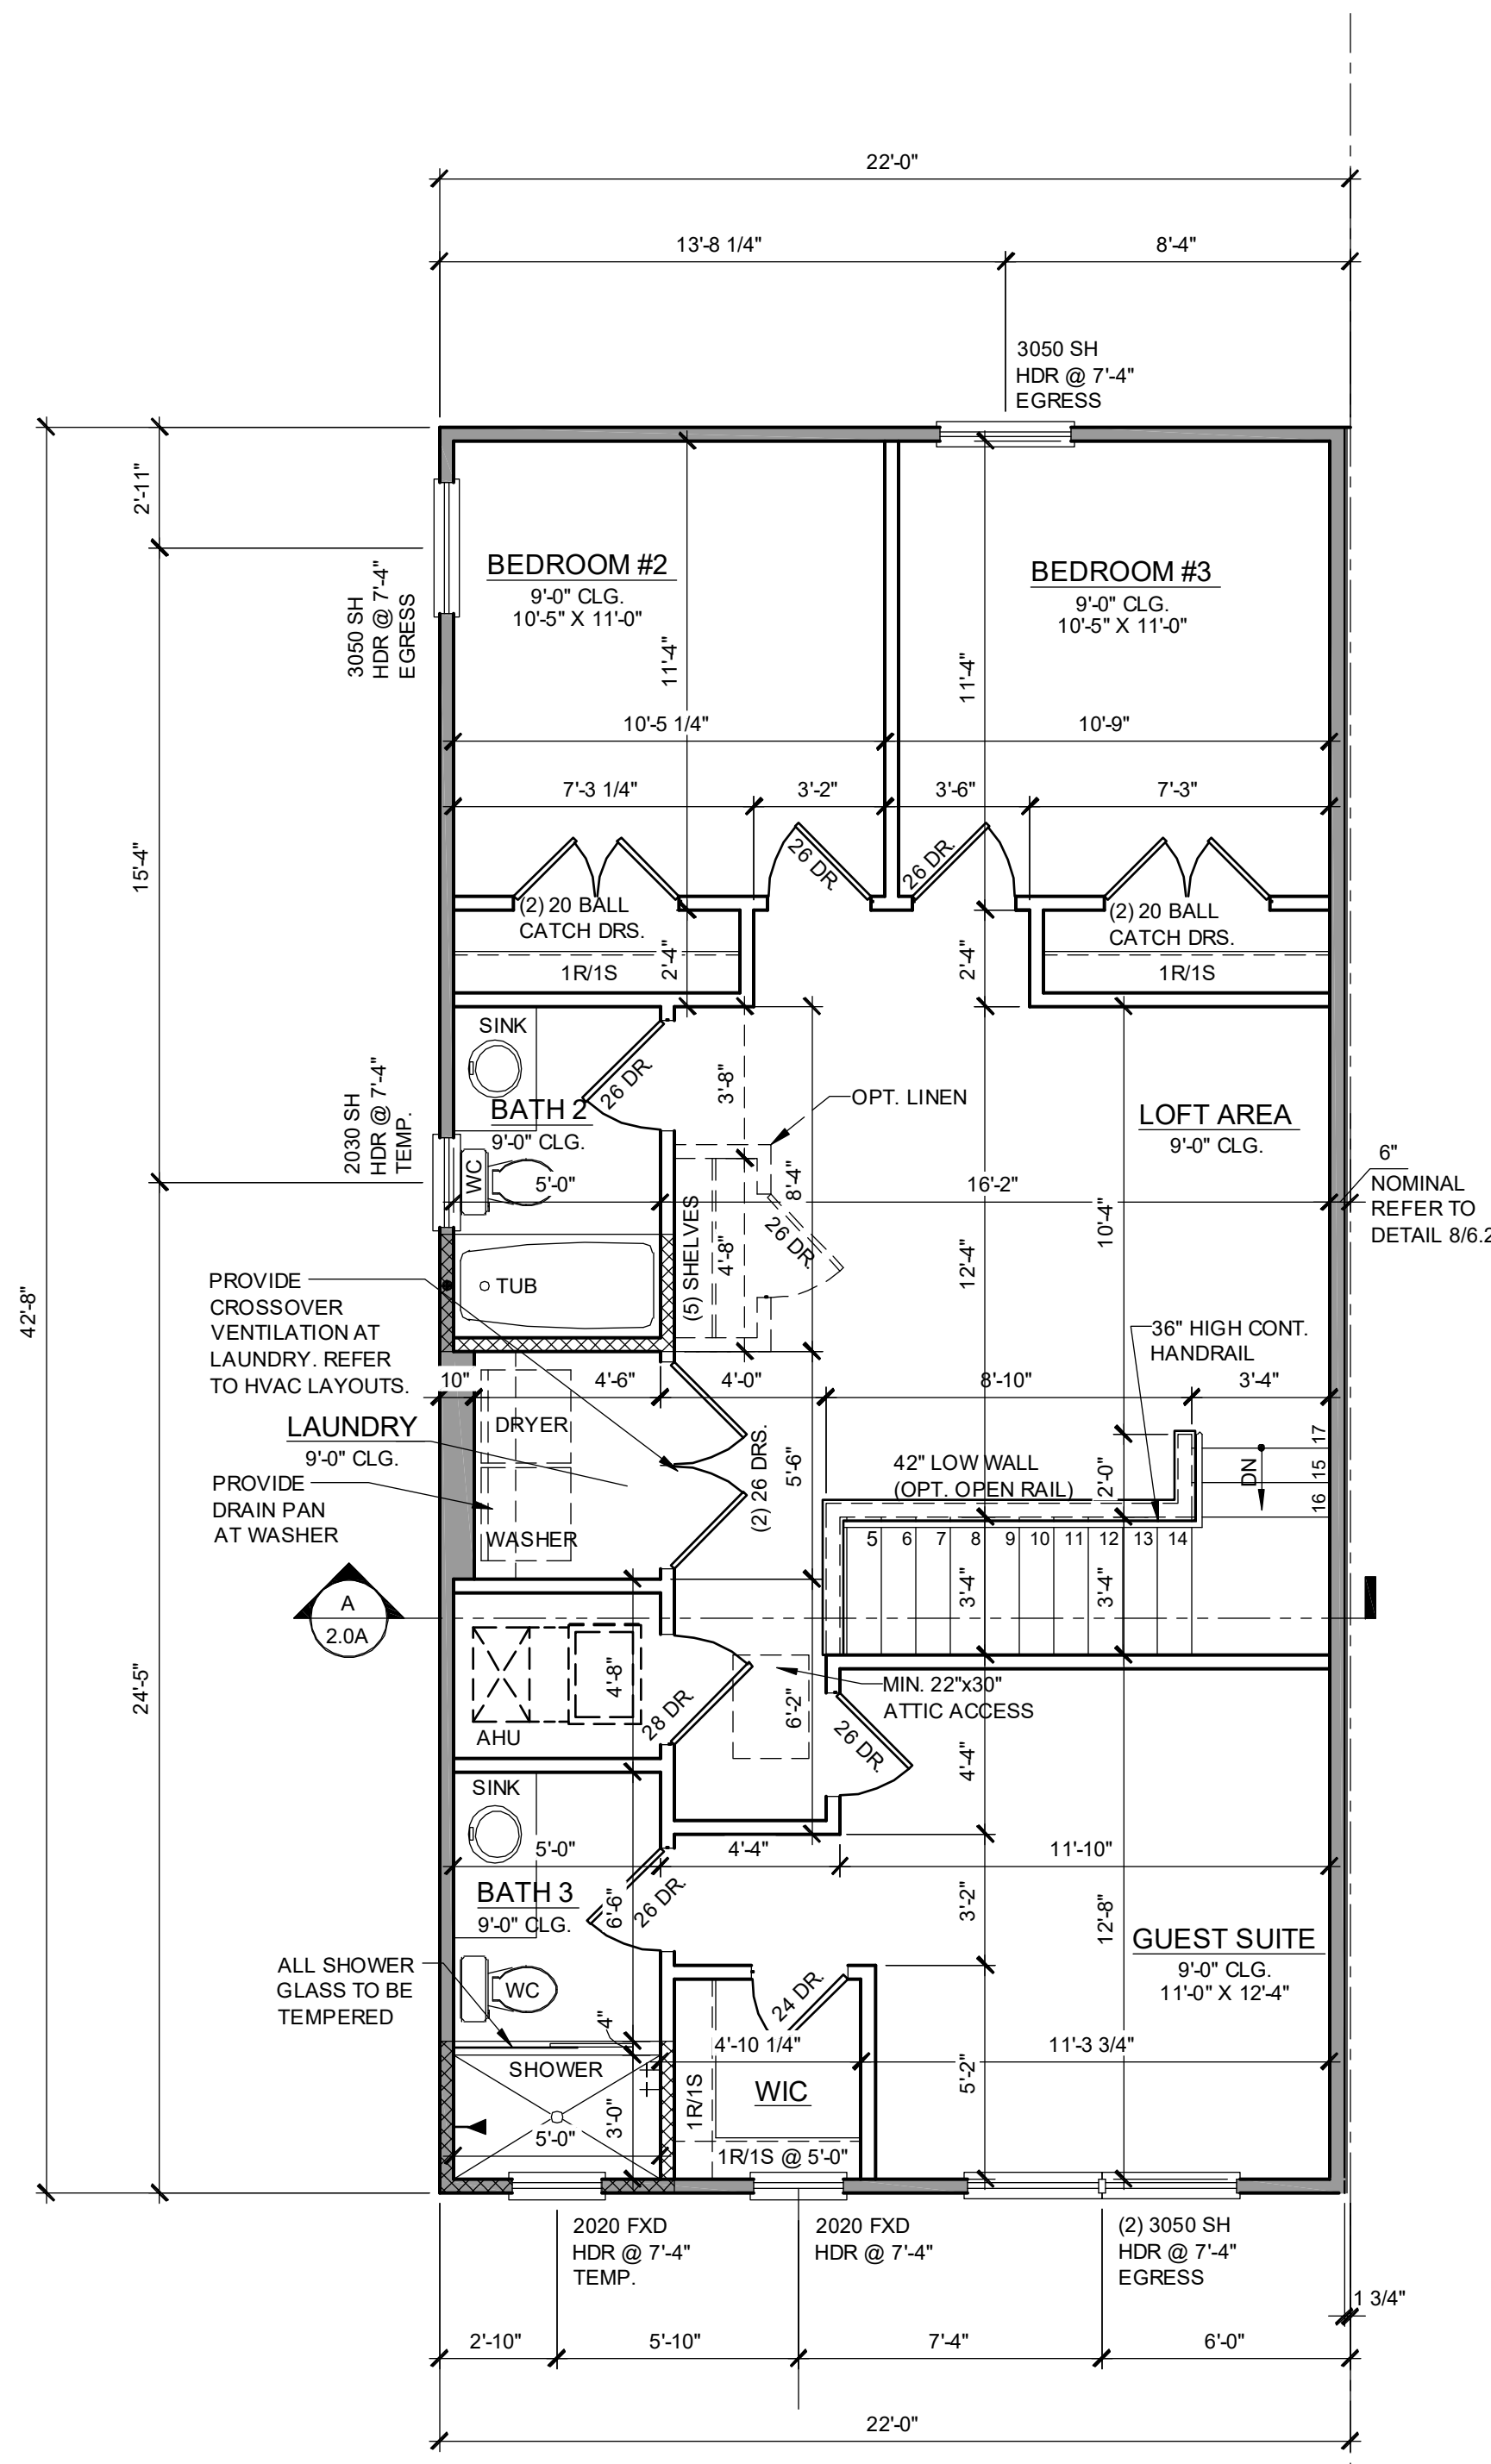 22'-0"
13'-8 1/4"
8'-4"
3050 SH
HDR @ 7'-4"
EGRESS
2'-11"
15'-4"
24'-5"
42'-8"
3050 SH
HDR @ 7'-4"
EGRESS
BEDROOM #2
9'-0" CLG.
10'-5" X 11'-0"
BEDROOM #3
9'-0" CLG.
10'-5" X 11'-0"
11'-4"
11'-4"
10'-5 1/4"
10'-9"
7'-3 1/4"
3'-2"
3'-6"
7'-3"
26 DR.
26 DR.
(2) 20 BALL
CATCH DRS.
1R/1S
2'-4"
2'-4"
(2) 20 BALL
CATCH DRS.
1R/1S
SINK
26 DR.
BATH 2
9'-0" CLG.
WC
5'-0"
TUB
2030 SH
HDR @ 7'-4"
TEMP.
3'-8"
OPT. LINEN
8'-4"
(5) SHELVES
4'-8"
26 DR.
LOFT AREA
9'-0" CLG.
16'-2"
10'-4"
12'-4"
6"
NOMINAL
REFER TO
DETAIL 8/6.2
PROVIDE
CROSSOVER
VENTILATION AT
LAUNDRY. REFER
TO HVAC LAYOUTS.
36" HIGH CONT.
HANDRAIL
10"
4'-6"
4'-0"
8'-10"
3'-4"
LAUNDRY
9'-0" CLG.
DRYER
WASHER
PROVIDE
DRAIN PAN
AT WASHER
(2) 26 DRS.
5'-6"
42" LOW WALL
(OPT. OPEN RAIL)
2'-0"
DN
17
15
16
5 6 7 8 9 10 11 12 13 14
3'-4"
3'-4"
A
2.0A
4'-8"
AHU
28 DR.
6'-2"
MIN. 22"x30"
ATTIC ACCESS
26 DR.
4'-4"
SINK
5'-0"
4'-4"
11'-10"
BATH 3
9'-0" CLG.
6'-6"
26 DR.
3'-2"
12'-8"
GUEST SUITE
9'-0" CLG.
11'-0" X 12'-4"
ALL SHOWER
GLASS TO BE
TEMPERED
WC
24 DR.
4"
4'-10 1/4"
11'-3 3/4"
5'-2"
SHOWER
3'-0"
5'-0"
1R/1S
WIC
1R/1S @ 5'-0"
2020 FXD
HDR @ 7'-4"
TEMP.
2020 FXD
HDR @ 7'-4"
(2) 3050 SH
HDR @ 7'-4"
EGRESS
1 3/4"
2'-10"
5'-10"
7'-4"
6'-0"
22'-0"